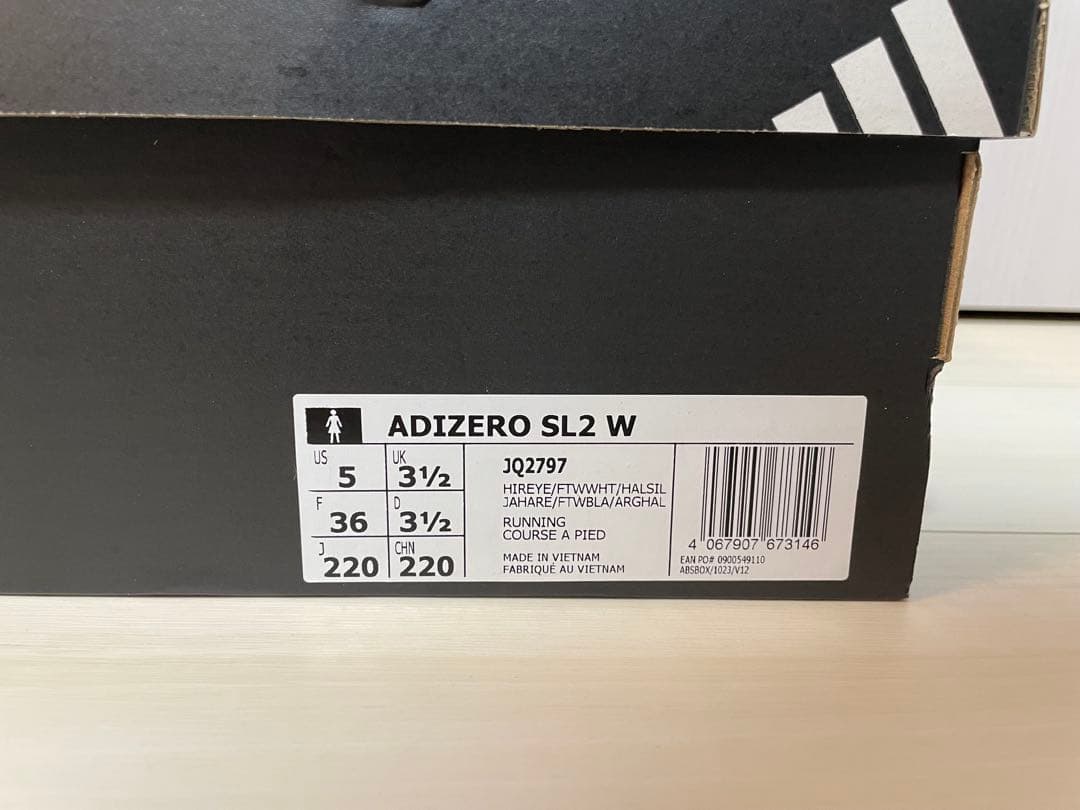 ADIZERO SL2 W
US 5 UK 3½
F 36 D 3½
J 220 CHN 220
JQ2797
HIREYE/FTWWHT/HALSIL
JAHARE/FTWBLA/ARGHAL
RUNNING
COURSE A PIED
MADE IN VIETNAM
FABRIQUÉ AU VIETNAM
4 067907 673146
EAN PO# 0900549110
ABSBOX/1023/V12